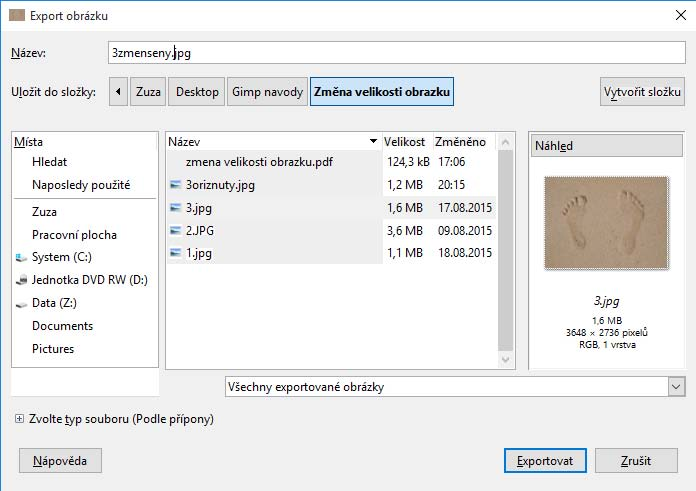 Export obrázku
Název:
3zmenseny.jpg
Uložit do složky:
Zuza
Desktop
Gimp navody
Změna velikosti obrazku
Vytvořit složku
Místa
Hledat
Naposledy použité
Zuza
Pracovní plocha
System (C:)
Jednotka DVD RW (D:)
Data (Z:)
Documents
Pictures
Název Velikost Změněno
zmena velikosti obrazku.pdf 124,3 kB 17:06
3oriznuty.jpg 1,2 MB 20:15
3.jpg 1,6 MB 17.08.2015
2.JPG 3,6 MB 09.08.2015
1.jpg 1,1 MB 18.08.2015
Náhled
3.jpg
1,6 MB
3648 × 2736 pixelů
RGB, 1 vrstva
Všechny exportované obrázky
Zvolte typ souboru (Podle přípony)
Nápověda
Exportovat
Zrušit